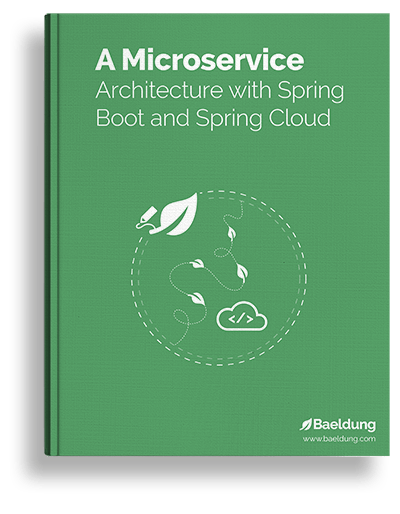 A Microservice
Architecture with Spring
Boot and Spring Cloud
</>
Baeldung
www.baeldung.com